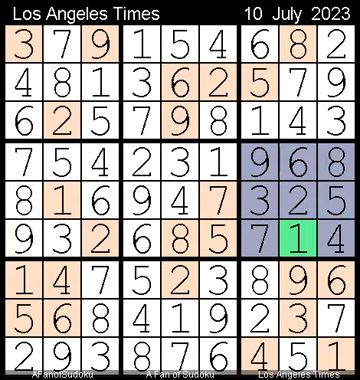 Los Angeles Times 10 July 2023
3 7 9 1 5 4 6 8 2
4 8 1 3 6 2 5 7 9
6 2 5 7 9 8 1 4 3
7 5 4 2 3 1 9 6 8
8 1 6 9 4 7 3 2 5
9 3 2 6 8 5 7 1 4
1 4 7 5 2 3 8 9 6
5 6 8 4 1 9 2 3 7
2 9 3 8 7 6 4 5 1
AFanofSudoku A Fan of Sudoku Los Angeles Times